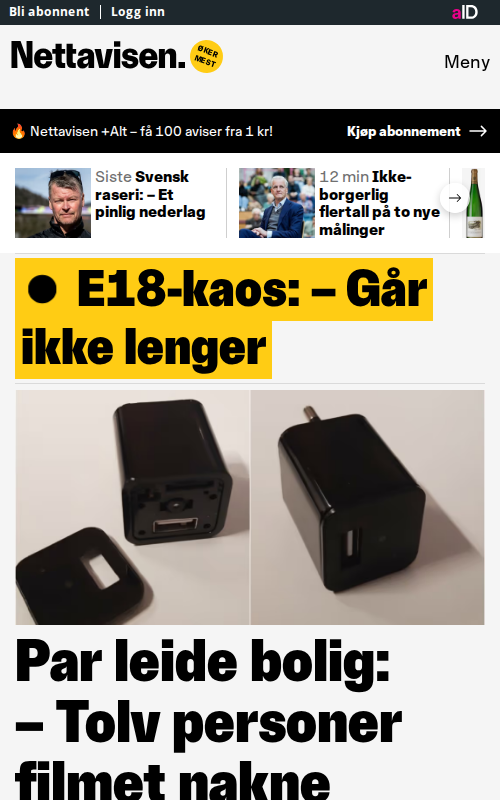 Bli abonnent | Logg inn
aID
Nettavisen.
ØKER
MEST
Meny
🔥 Nettavisen +Alt – få 100 aviser fra 1 kr!
Kjøp abonnement →
Siste Svensk
raseri: – Et
pinlig nederlag
12 min Ikke-
borgerlig
flertall på to nye
målinger
E18-kaos: – Går
ikke lenger
Par leide bolig:
– Tolv personer
filmet nakne